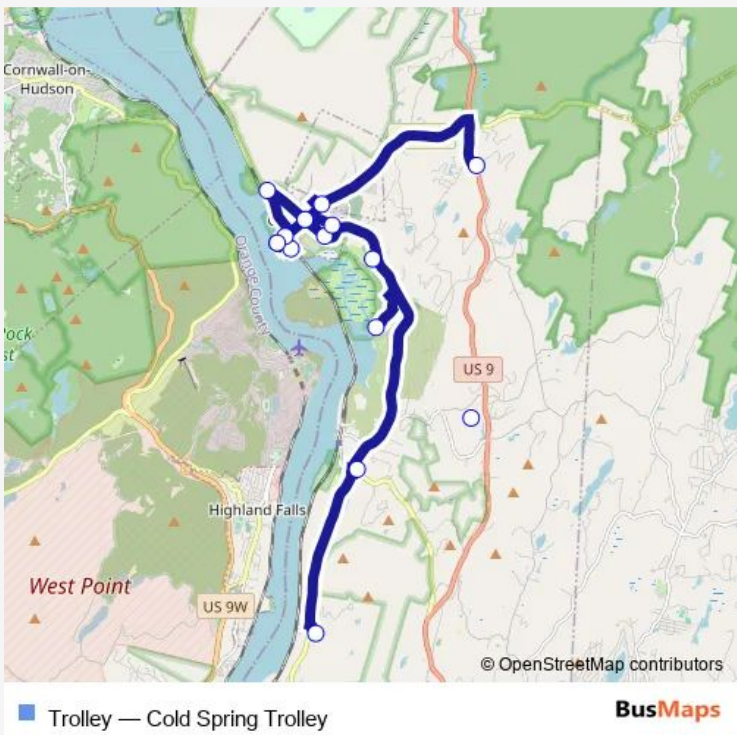 Cornwall-on-
Hudson
Orange County
US 9
Highland Falls
West Point
US 9W
© OpenStreetMap contributors
Trolley — Cold Spring Trolley
BusMaps